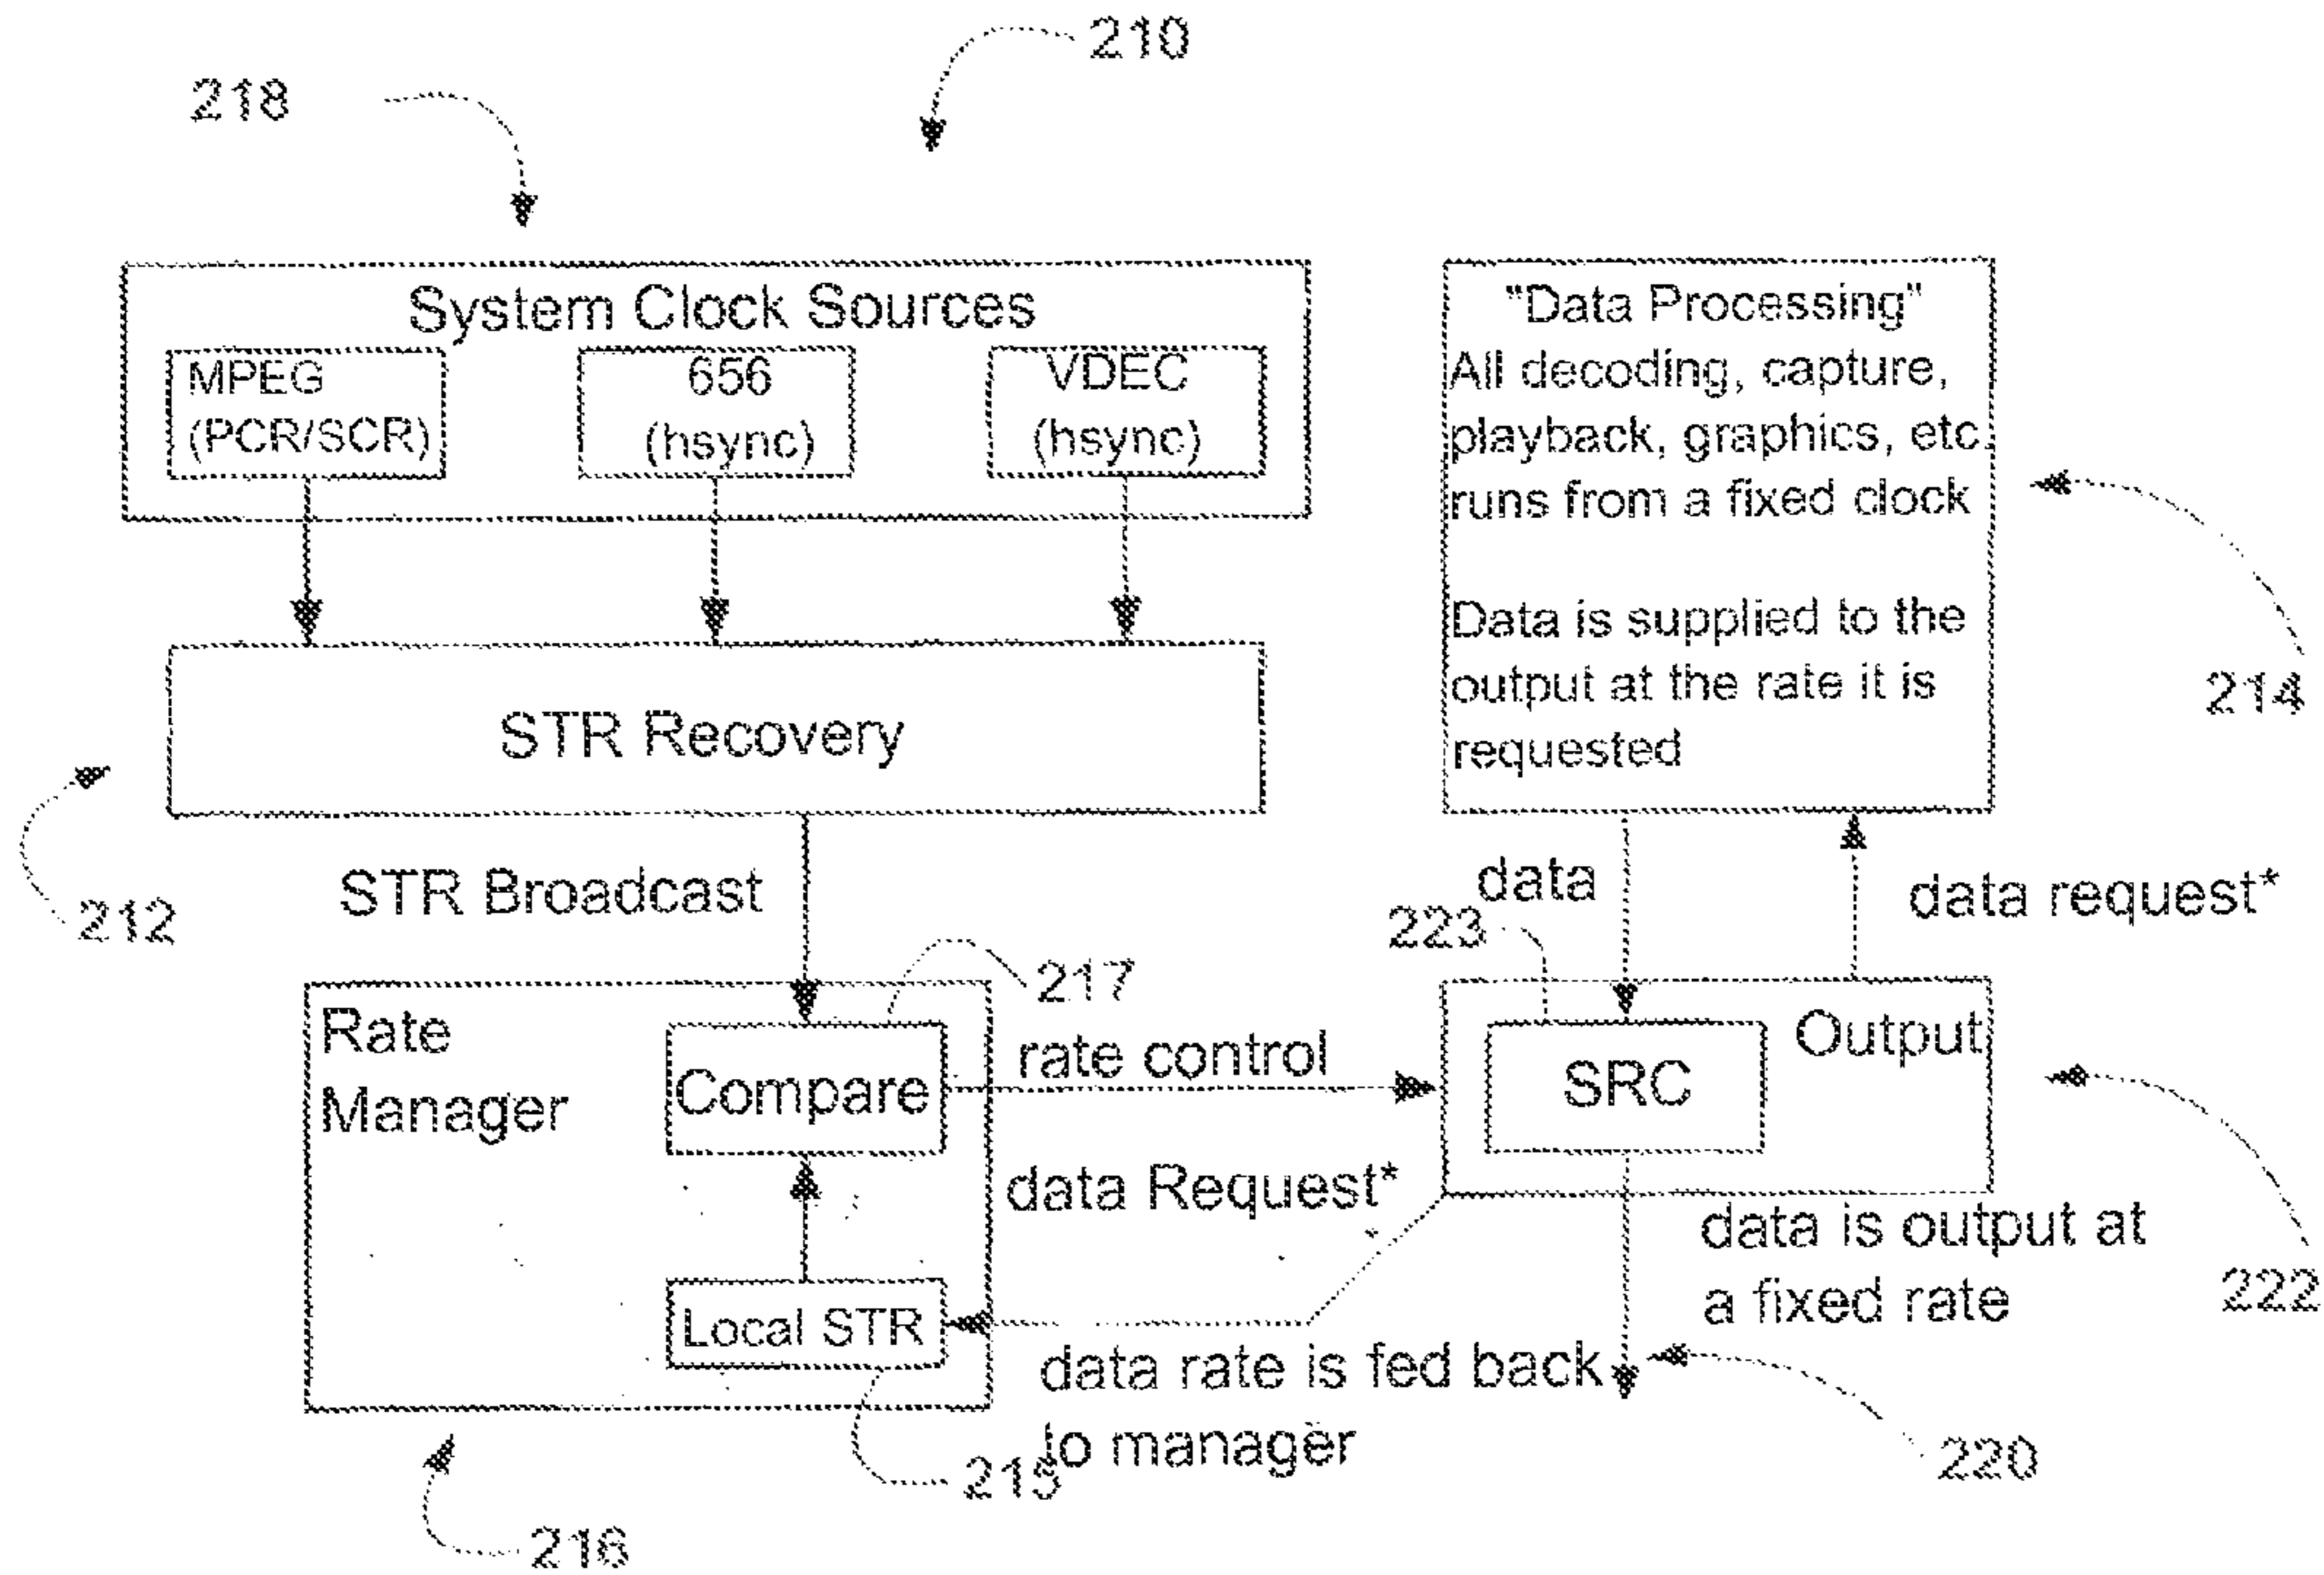 210
218
System Clock Sources
MPEG
(PCR/SCR)
656
(hsync)
VDEC
(hsync)
"Data Processing"
All decoding, capture,
playback, graphics, etc.
runs from a fixed clock
Data is supplied to the
output at the rate it is
requested
214
STR Recovery
212
STR Broadcast
data
data request*
223
217
Rate
Manager
Compare
rate control
SRC
Output
data Request*
Local STR
data is output at
a fixed rate
222
data rate is fed back
to manager
215
220
216